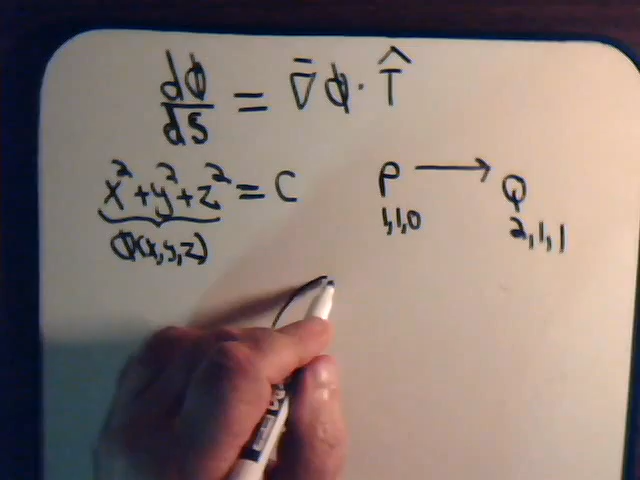 dΦ/dS = ∇̄Φ · T̂
x² + y² + z² = C
Φ(x,y,z)
P → Q
1,1,0 2,1,1